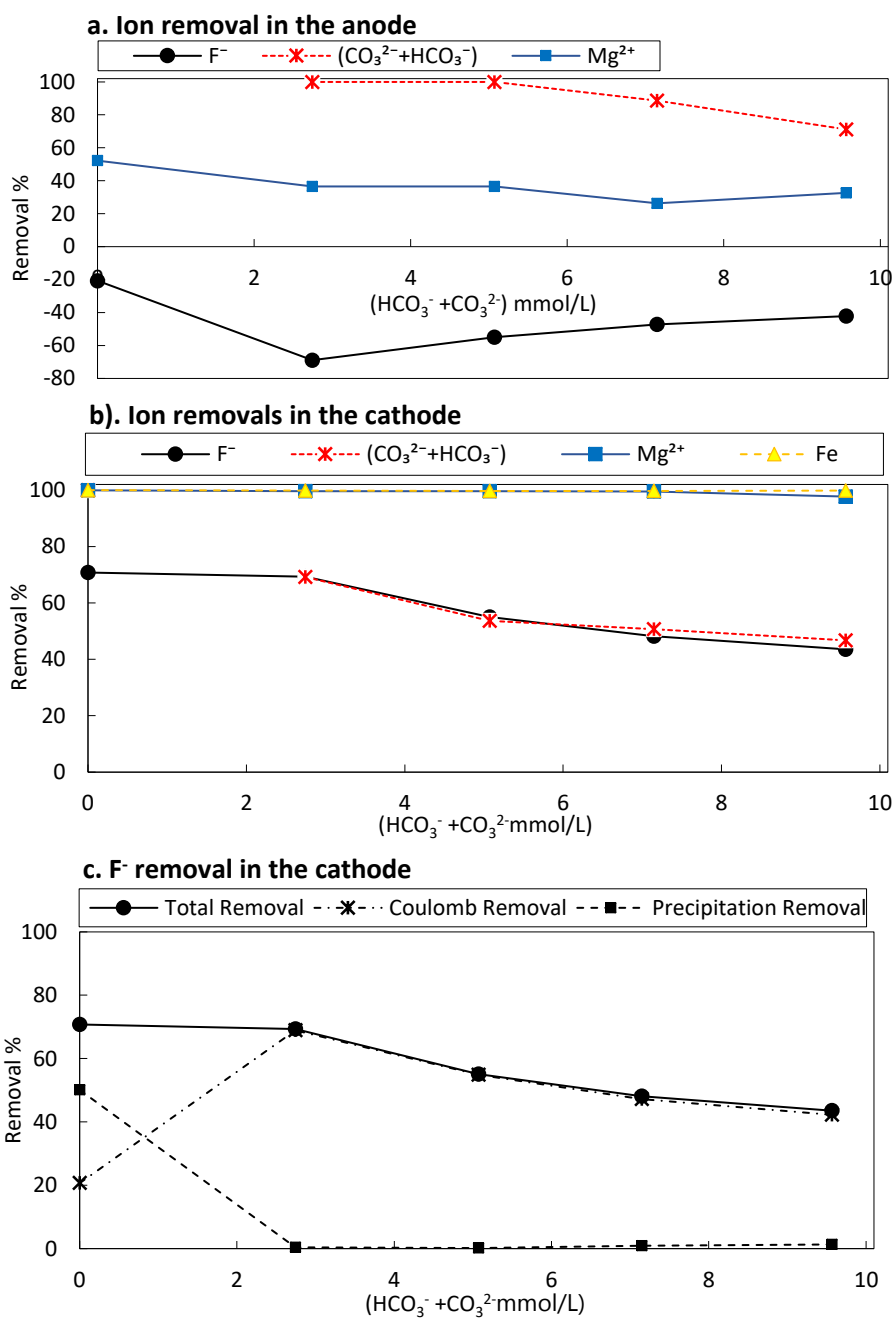 a. Ion removal in the anode
F⁻ (CO₃²⁻+HCO₃⁻) Mg²⁺
100
80
60
40
20
0
-20
-40
-60
-80
Removal %
0 2 4 6 8 10
(HCO₃⁻ +CO₃²⁻) mmol/L)
b). Ion removals in the cathode
F⁻ (CO₃²⁻+HCO₃⁻) Mg²⁺ Fe
100
80
60
40
20
0
Removal %
0 2 4 6 8 10
(HCO₃⁻ +CO₃²⁻mmol/L)
c. F⁻ removal in the cathode
Total Removal Coulomb Removal Precipitation Removal
100
80
60
40
20
0
Removal %
0 2 4 6 8 10
(HCO₃⁻ +CO₃²⁻mmol/L)